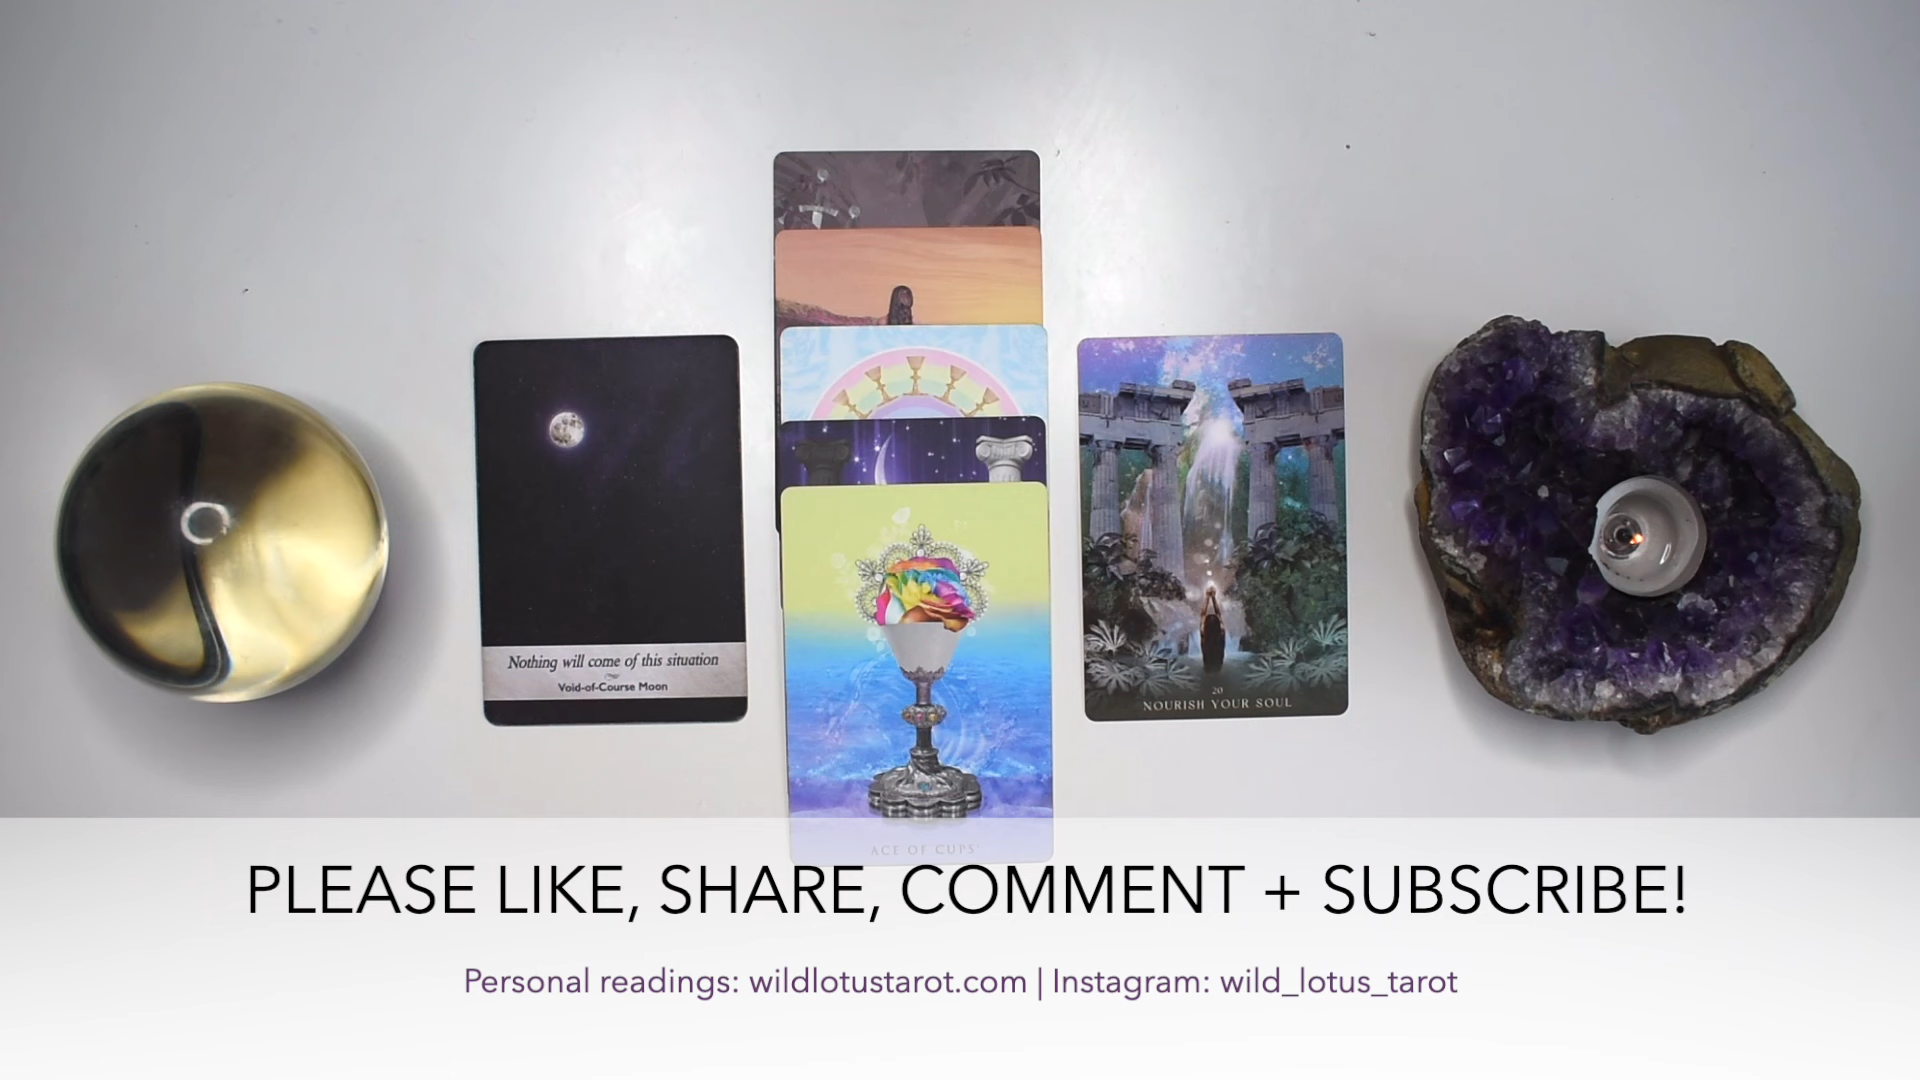 Nothing will come of this situation
Void-of-Course Moon
20
NOURISH YOUR SOUL
ACE OF CUPS
PLEASE LIKE, SHARE, COMMENT + SUBSCRIBE!
Personal readings: wildlotustarot.com | Instagram: wild_lotus_tarot